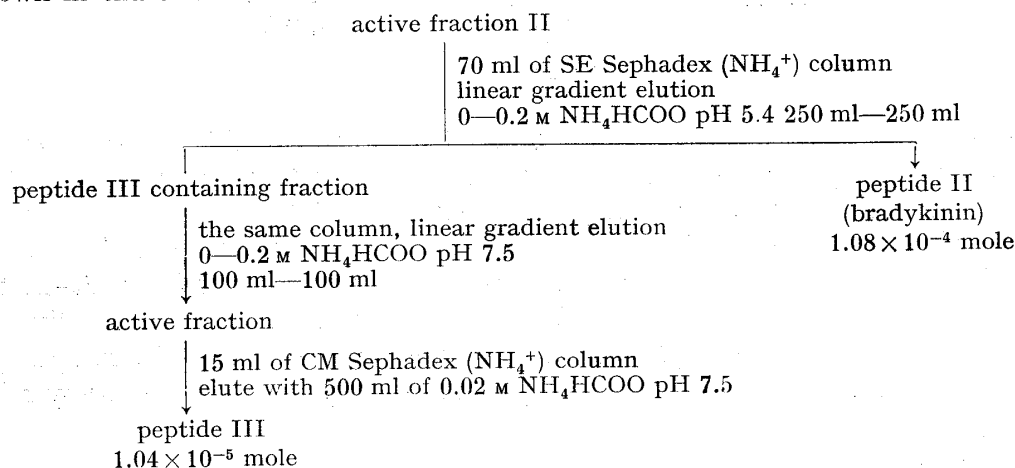 active fraction II
70 ml of SE Sephadex (NH₄⁺) column
linear gradient elution
0—0.2 M NH₄HCOO pH 5.4 250 ml—250 ml
peptide III containing fraction
the same column, linear gradient elution
0—0.2 M NH₄HCOO pH 7.5
100 ml—100 ml
peptide II
(bradykinin)
1.08 × 10⁻⁴ mole
active fraction
15 ml of CM Sephadex (NH₄⁺) column
elute with 500 ml of 0.02 M NH₄HCOO pH 7.5
peptide III
1.04 × 10⁻⁵ mole